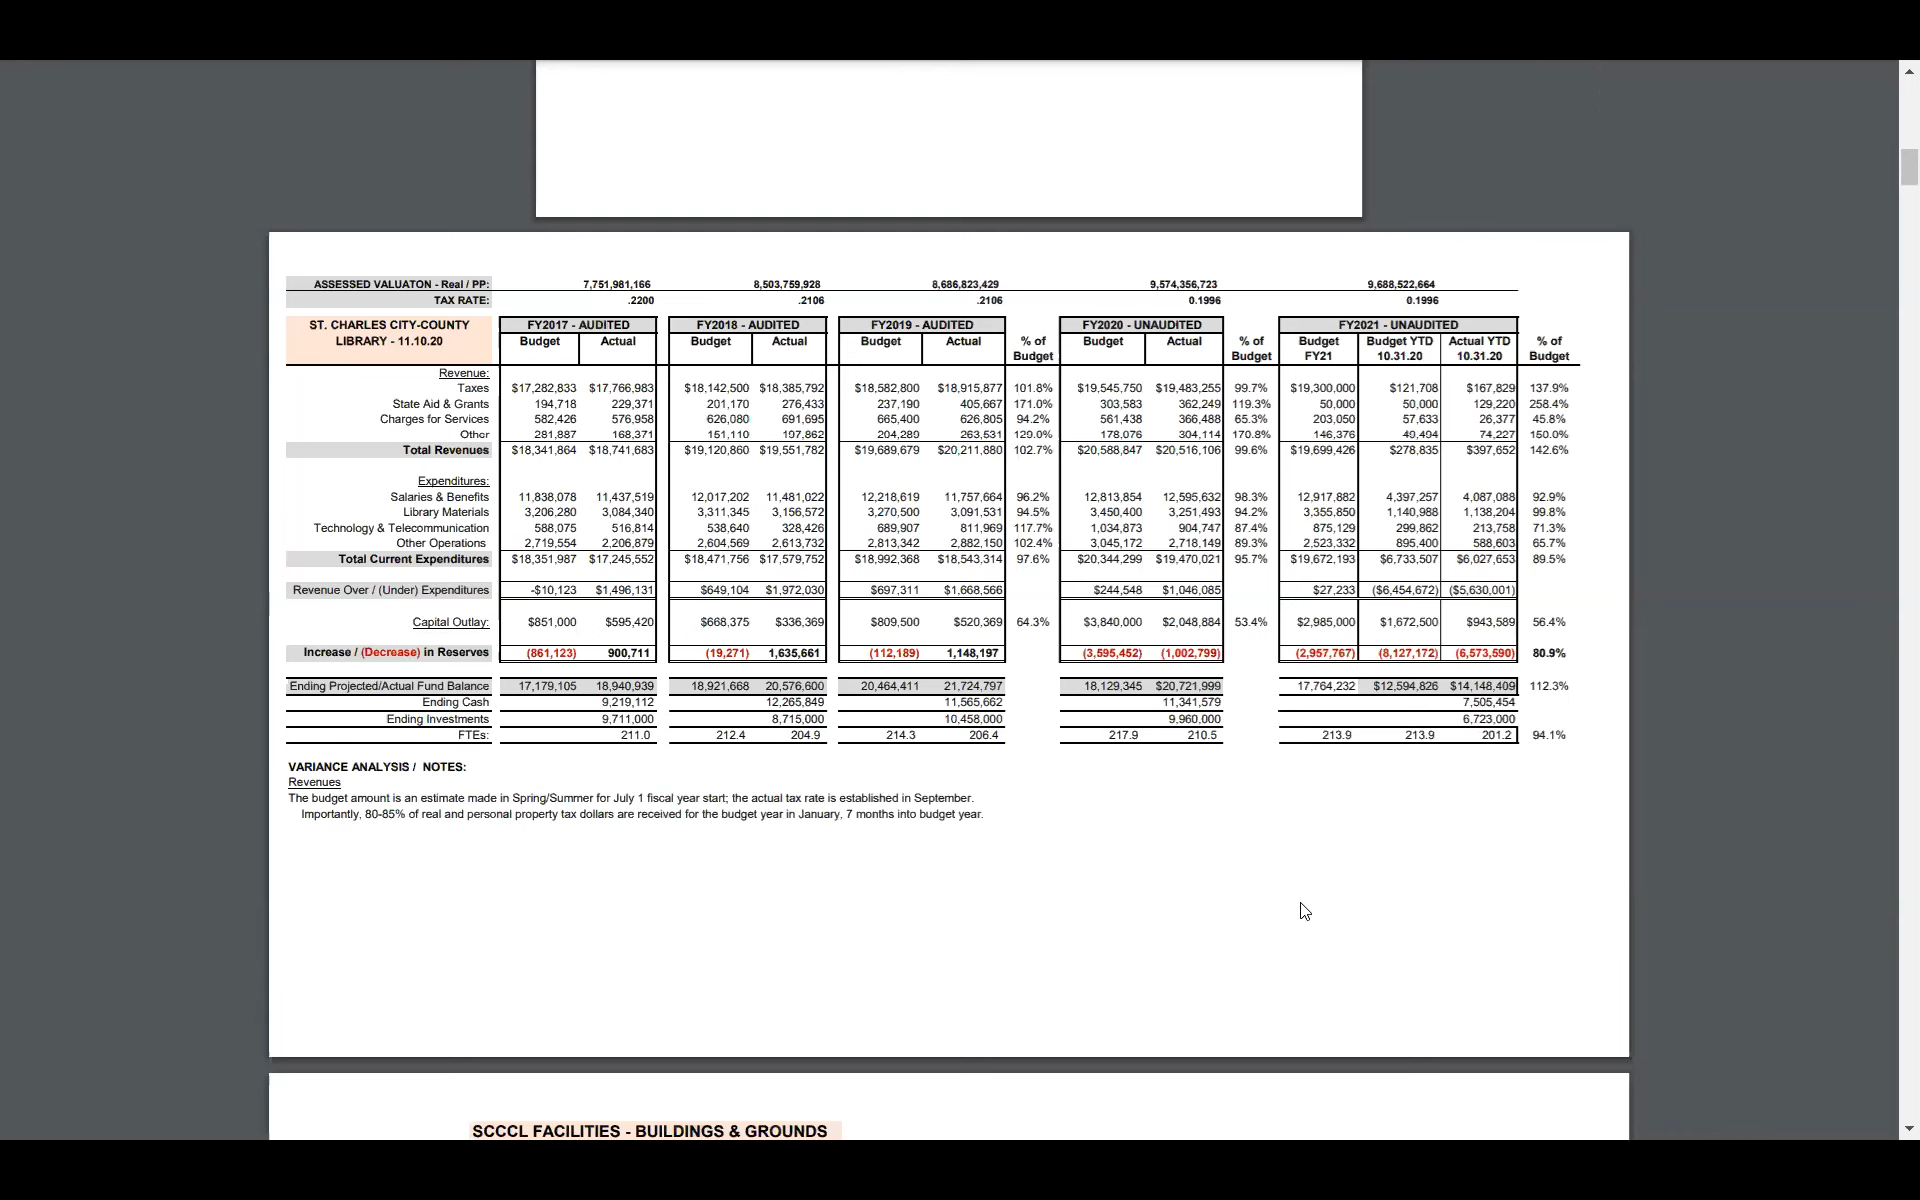 ASSESSED VALUATON - Real / PP: 7,751,981,166 8,503,759,928 8,686,823,429 9,574,356,723 9,688,522,664
TAX RATE: .2200 .2106 .2106 0.1996 0.1996
ST. CHARLES CITY-COUNTY FY2017 - AUDITED FY2018 - AUDITED FY2019 - AUDITED FY2020 - UNAUDITED FY2021 - UNAUDITED
LIBRARY - 11.10.20 Budget Actual Budget Actual Budget Actual % of Budget Actual % of Budget Budget YTD Actual YTD % of
Budget Budget FY21 10.31.20 10.31.20 Budget
Revenue:
Taxes $17,282,833 $17,766,983 $18,142,500 $18,385,792 $18,582,800 $18,915,877 101.8% $19,545,750 $19,483,255 99.7% $19,300,000 $121,708 $167,829 137.9%
State Aid & Grants 194,718 229,371 201,170 276,433 237,190 405,667 171.0% 303,583 362,249 119.3% 50,000 50,000 129,220 258.4%
Charges for Services 582,426 576,958 626,080 691,695 665,400 626,805 94.2% 561,438 366,488 65.3% 203,050 57,633 26,377 45.8%
Other 281,887 168,371 151,110 197,862 204,289 263,531 129.0% 178,076 304,114 170.8% 146,376 49,494 74,227 150.0%
Total Revenues $18,341,864 $18,741,683 $19,120,860 $19,551,782 $19,689,679 $20,211,880 102.7% $20,588,847 $20,516,106 99.6% $19,699,426 $278,835 $397,652 142.6%
Expenditures:
Salaries & Benefits 11,838,078 11,437,519 12,017,202 11,481,022 12,218,619 11,757,664 96.2% 12,813,854 12,595,632 98.3% 12,917,882 4,397,257 4,087,088 92.9%
Library Materials 3,206,280 3,084,340 3,311,345 3,156,572 3,270,500 3,091,531 94.5% 3,450,400 3,251,493 94.2% 3,355,850 1,140,988 1,138,204 99.8%
Technology & Telecommunication 588,075 516,814 538,640 328,426 689,907 811,969 117.7% 1,034,873 904,747 87.4% 875,129 299,862 213,758 71.3%
Other Operations 2,719,554 2,206,879 2,604,569 2,613,732 2,813,342 2,882,150 102.4% 3,045,172 2,718,149 89.3% 2,523,332 895,400 588,603 65.7%
Total Current Expenditures $18,351,987 $17,245,552 $18,471,756 $17,579,752 $18,992,368 $18,543,314 97.6% $20,344,299 $19,470,021 95.7% $19,672,193 $6,733,507 $6,027,653 89.5%
Revenue Over / (Under) Expenditures -$10,123 $1,496,131 $649,104 $1,972,030 $697,311 $1,668,566 $244,548 $1,046,085 $27,233 ($6,454,672) ($5,630,001)
Capital Outlay: $851,000 $595,420 $668,375 $336,369 $809,500 $520,369 64.3% $3,840,000 $2,048,884 53.4% $2,985,000 $1,672,500 $943,589 56.4%
Increase / (Decrease) in Reserves (861,123) 900,711 (19,271) 1,635,661 (112,189) 1,148,197 (3,595,452) (1,002,799) (2,957,767) (8,127,172) (6,573,590) 80.9%
Ending Projected/Actual Fund Balance 17,179,105 18,940,939 18,921,668 20,576,600 20,464,411 21,724,797 18,129,345 $20,721,999 17,764,232 $12,594,826 $14,148,409 112.3%
Ending Cash 9,219,112 12,265,849 11,565,662 11,341,579 7,505,454
Ending Investments 9,711,000 8,715,000 10,458,000 9,960,000 6,723,000
FTEs: 211.0 212.4 204.9 214.3 206.4 217.9 210.5 213.9 213.9 201.2 94.1%
VARIANCE ANALYSIS / NOTES:
Revenues
The budget amount is an estimate made in Spring/Summer for July 1 fiscal year start; the actual tax rate is established in September.
Importantly, 80-85% of real and personal property tax dollars are received for the budget year in January, 7 months into budget year.
SCCCL FACILITIES - BUILDINGS & GROUNDS